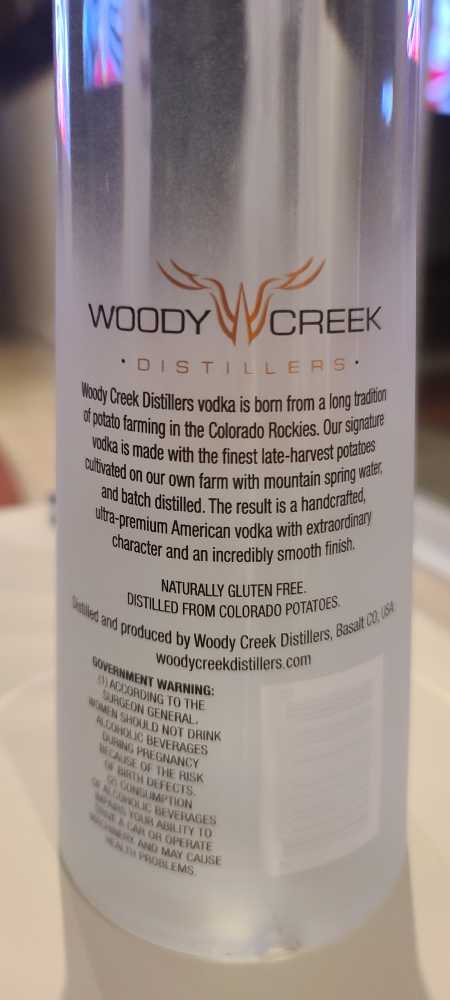 WOODY CREEK
• DISTILLERS •
Woody Creek Distillers vodka is born from a long tradition
of potato farming in the Colorado Rockies. Our signature
vodka is made with the finest late-harvest potatoes
cultivated on our own farm with mountain spring water,
and batch distilled. The result is a handcrafted,
ultra-premium American vodka with extraordinary
character and an incredibly smooth finish.
NATURALLY GLUTEN FREE.
DISTILLED FROM COLORADO POTATOES.
Distilled and produced by Woody Creek Distillers, Basalt CO, USA
woodycreekdistillers.com
GOVERNMENT WARNING:
(1) ACCORDING TO THE
SURGEON GENERAL,
WOMEN SHOULD NOT DRINK
ALCOHOLIC BEVERAGES
DURING PREGNANCY
BECAUSE OF THE RISK
OF BIRTH DEFECTS.
(2) CONSUMPTION
OF ALCOHOLIC BEVERAGES
IMPAIRS YOUR ABILITY TO
DRIVE A CAR OR OPERATE
MACHINERY AND MAY CAUSE
HEALTH PROBLEMS.